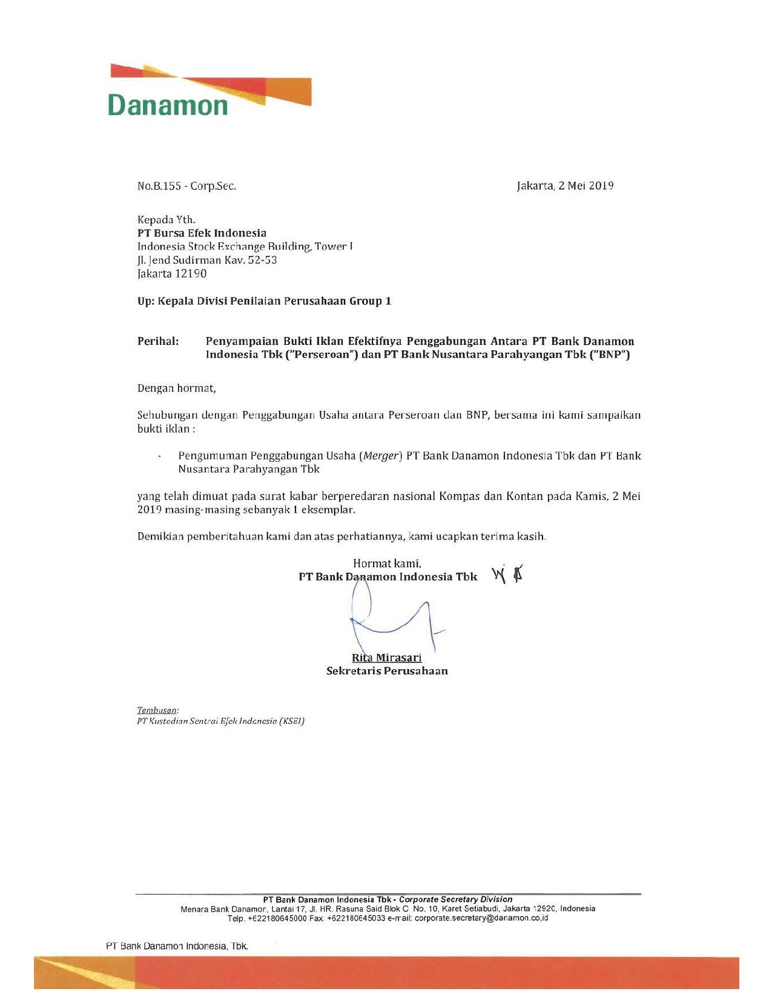 Danamon
No.B.155 - Corp.Sec. Jakarta, 2 Mei 2019
Kepada Yth.
PT Bursa Efek Indonesia
Indonesia Stock Exchange Building, Tower I
Jl. Jend Sudirman Kav. 52-53
Jakarta 12190
Up: Kepala Divisi Penilaian Perusahaan Group 1
Perihal: Penyampaian Bukti Iklan Efektifnya Penggabungan Antara PT Bank Danamon
Indonesia Tbk ("Perseroan") dan PT Bank Nusantara Parahyangan Tbk ("BNP")
Dengan hormat,
Sehubungan dengan Penggabungan Usaha antara Perseroan dan BNP, bersama ini kami sampaikan
bukti iklan :
- Pengumuman Penggabungan Usaha (Merger) PT Bank Danamon Indonesia Tbk dan PT Bank
Nusantara Parahyangan Tbk
yang telah dimuat pada surat kabar berperedaran nasional Kompas dan Kontan pada Kamis, 2 Mei
2019 masing-masing sebanyak 1 eksemplar.
Demikian pemberitahuan kami dan atas perhatiannya, kami ucapkan terima kasih.
Hormat kami,
PT Bank Danamon Indonesia Tbk
Rita Mirasari
Sekretaris Perusahaan
Tembusan:
PT Kustodian Sentral Efek Indonesia (KSEI)
PT Bank Danamon Indonesia Tbk - Corporate Secretary Division
Menara Bank Danamon, Lantai 17, Jl. HR. Rasuna Said Blok C No. 10, Karet Setiabudi, Jakarta 12920, Indonesia
Telp. +622180645000 Fax. +622180645033 e-mail: corporate.secretary@danamon.co,id
PT Bank Danamon Indonesia, Tbk.